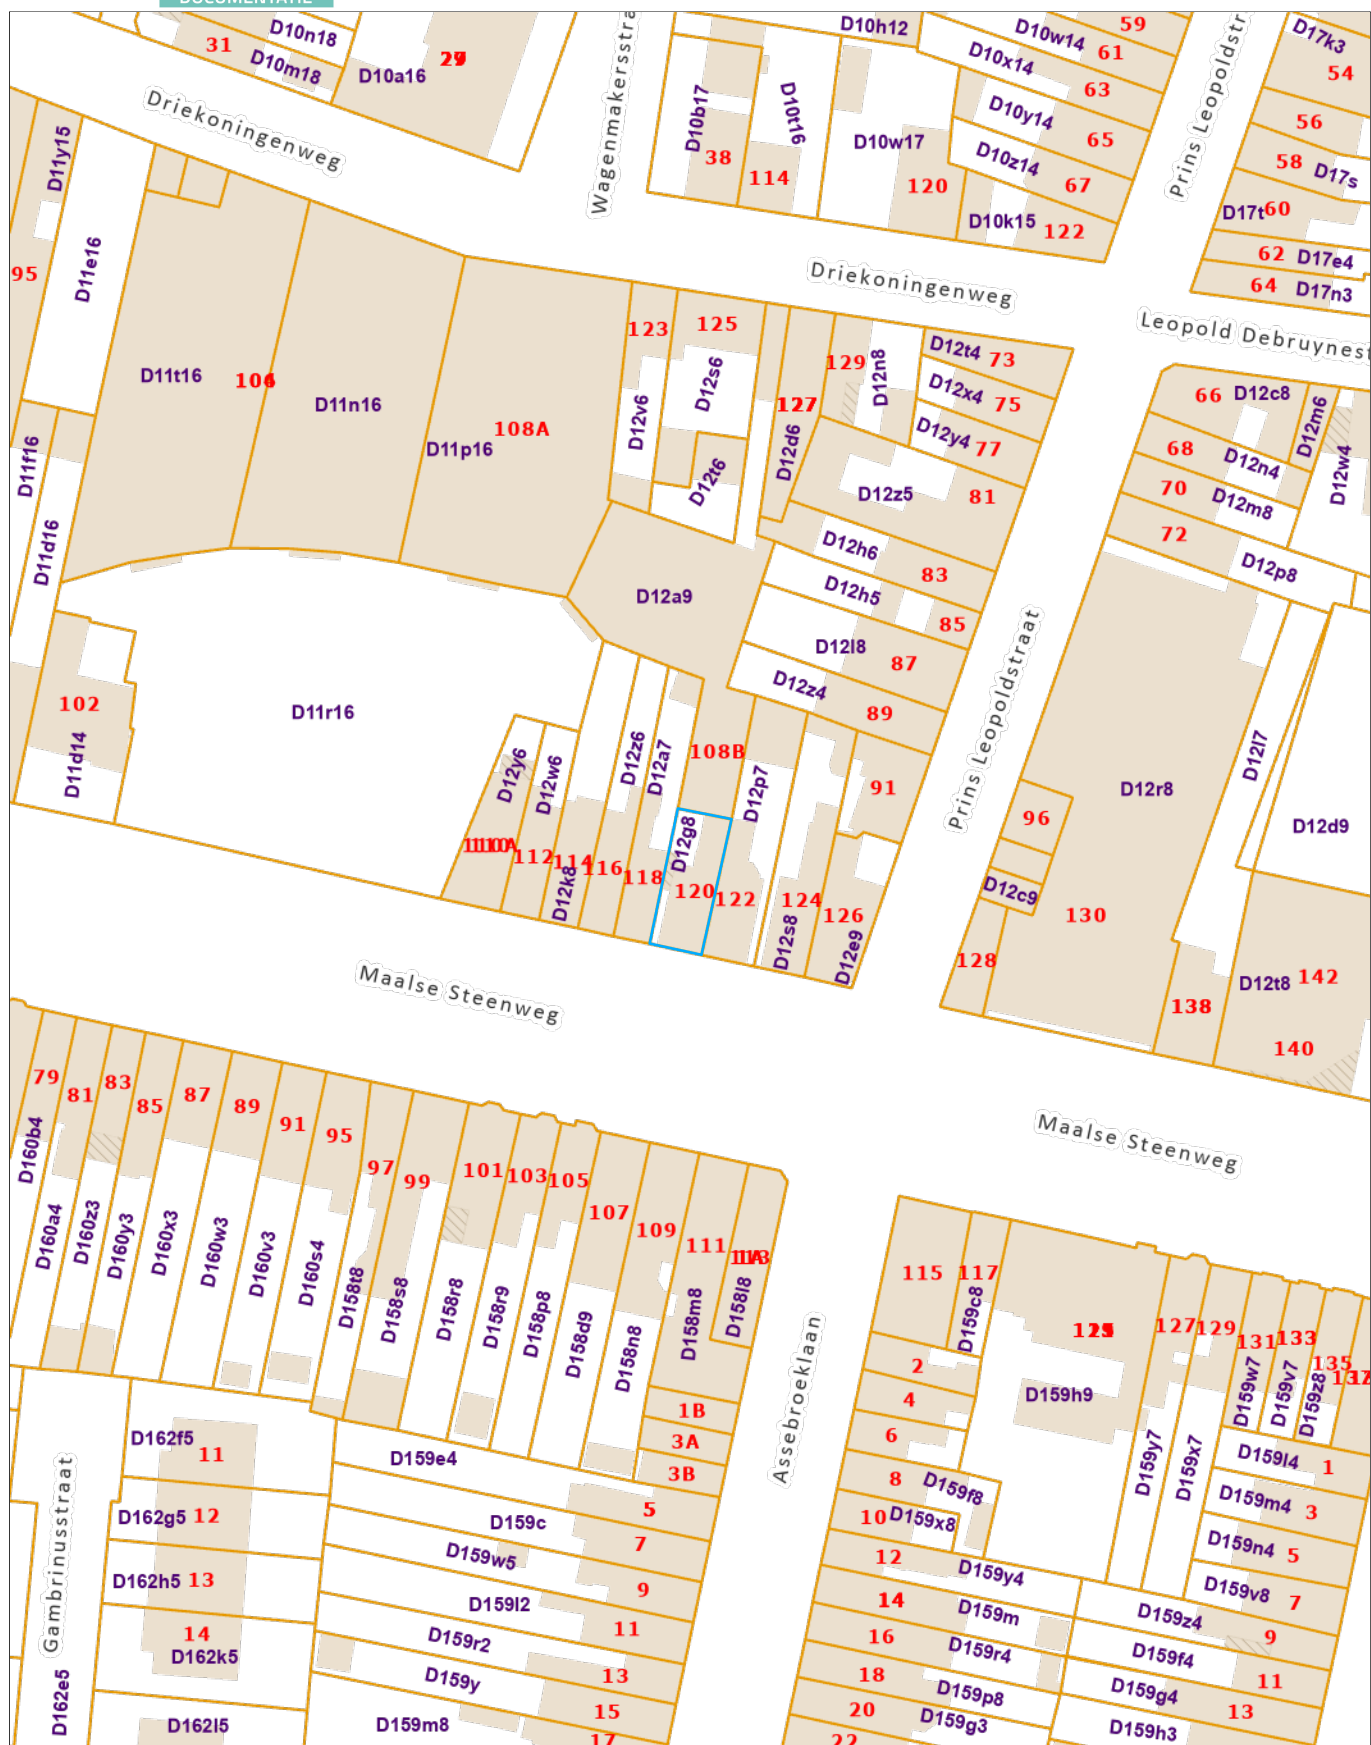 DOCUMENTATIE
D10n18
31
D10m18
D10a16
Driekoningenweg
Wagenmakersstra
D10h12
D10b17
38
D10t16
114
D10w17
120
D10w14
59
61
D10x14
63
D10y14
65
D10z14
67
D10k15
122
Prins Leopoldstr
D17k3
54
56
58
D17s
D17t
60
62
D17e4
64
D17n3
Driekoningenweg
Leopold Debruynest
D11y15
95
D11e16
D11t16
D11n16
D11p16
108A
D11f16
D11d16
123
125
D12s6
D12v6
D12t6
127
D12d6
129
D12n8
D12t4
73
D12x4
75
D12y4
77
D12z5
81
D12h6
83
D12h5
85
D12l8
87
D12z4
89
D12a9
66
D12c8
D12m6
68
D12n4
D12w4
70
D12m8
72
D12p8
Prins Leopoldstraat
D12r8
D12l7
D12d9
102
D11d14
D11r16
D12y6
D12w6
D12z6
D12a7
108B
D12p7
91
96
D12g8
112
114
D12k8
116
118
120
122
124
D12s8
126
D12e9
D12c9
130
128
138
D12t8
142
140
Maalse Steenweg
Maalse Steenweg
79
81
83
85
87
89
91
95
97
99
101
103
105
107
109
111
D160b4
D160a4
D160z3
D160y3
D160x3
D160w3
D160v3
D160s4
D158t8
D158s8
D158r8
D158r9
D158p8
D158d9
D158n8
D158m8
D158l8
115
117
D159c8
D159h9
127
129
131
133
135
D159w7
D159v7
D159z8
D159y7
D159x7
Assebroeklaan
1B
3A
3B
5
7
9
11
13
15
17
2
4
6
8
D159f8
10
D159x8
12
D159y4
14
D159m
16
D159r4
18
D159p8
20
D159g3
22
D159l4
1
D159m4
3
D159n4
5
D159v8
7
D159z4
9
D159f4
11
D159g4
13
D159h3
D162f5
11
D162g5
12
D162h5
13
14
D162k5
D162l5
D162e5
Gambrinusstraat
D159e4
D159c
D159w5
D159l2
D159r2
D159y
D159m8